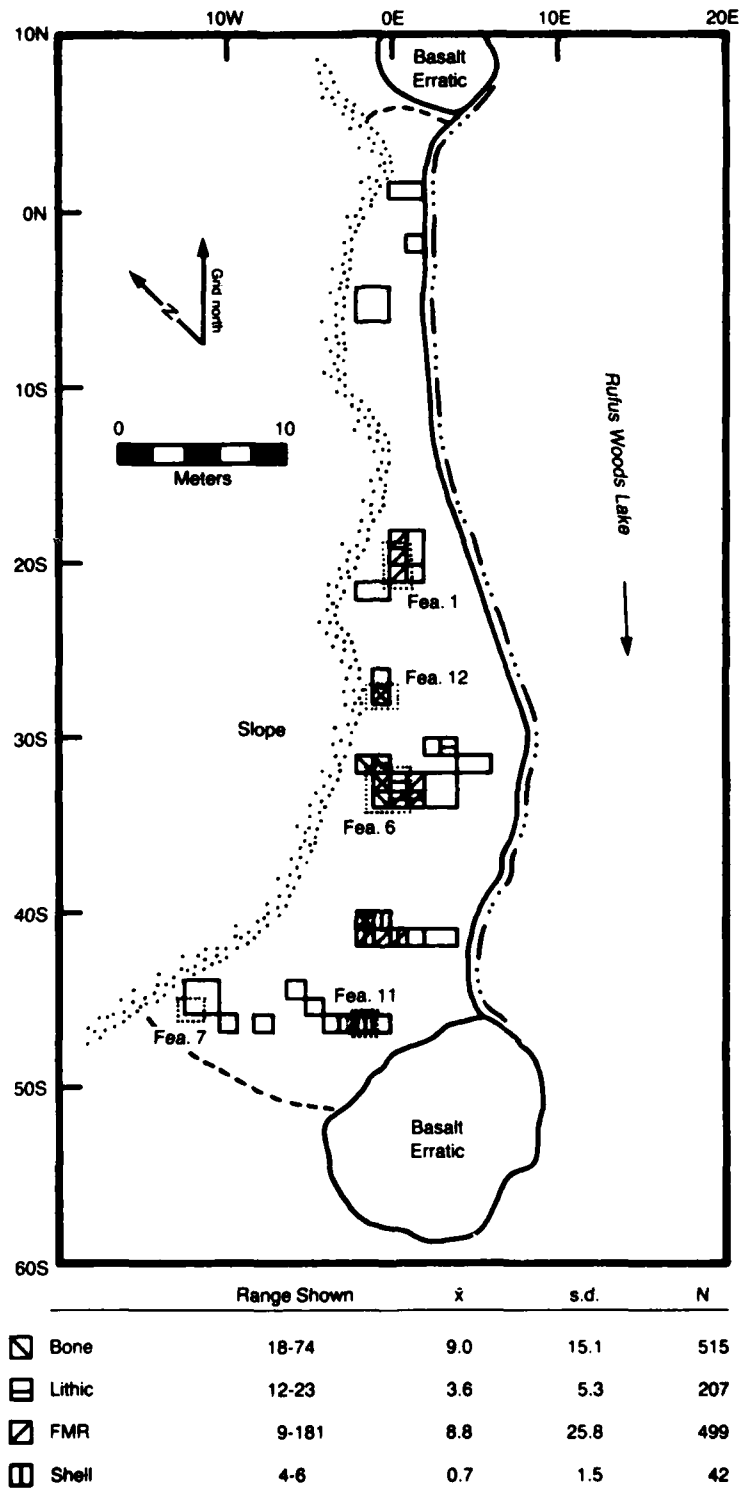 10W 0E 10E 20E
10N
Basalt
Erratic
0N
N
Grid north
10S
0 10
Meters
Rufus Woods Lake
20S
Fea. 1
Fea. 12
Slope
30S
Fea. 6
40S
Fea. 11
Fea. 7
50S
Basalt
Erratic
60S
Range Shown x̄ s.d. N
Bone 18-74 9.0 15.1 515
Lithic 12-23 3.6 5.3 207
FMR 9-181 8.8 25.8 499
Shell 4-6 0.7 1.5 42